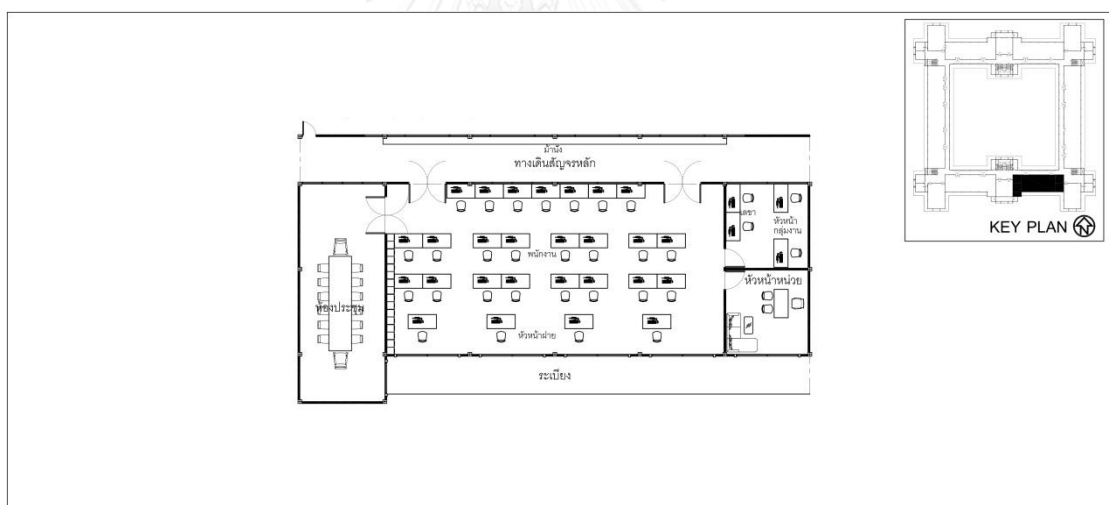 KEY PLAN
ม้านั่ง
ทางเดินสัญจรหลัก
เลขา
หัวหน้า
กลุ่มงาน
พนักงาน
หัวหน้าหน่วย
ห้องประชุม
หัวหน้าฝ่าย
ระเบียง